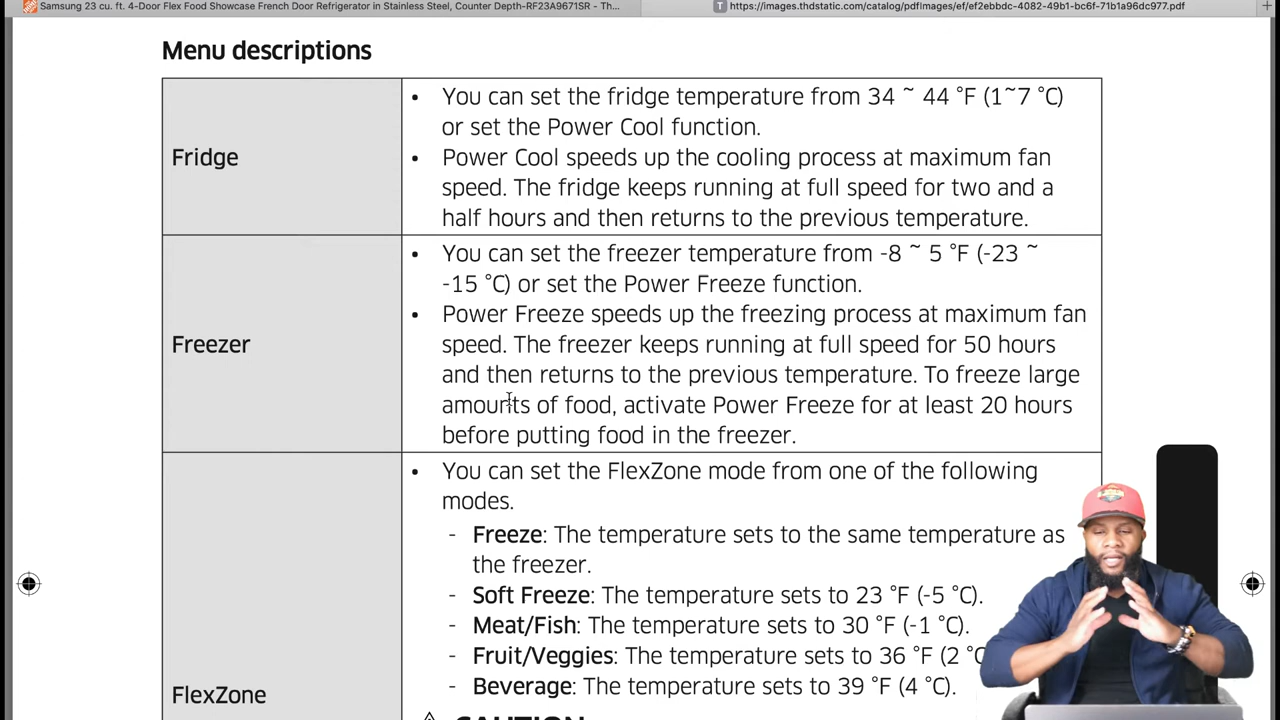 Samsung 23 cu. ft. 4-Door Flex Food Showcase French Door Refrigerator in Stainless Steel, Counter Depth-RF23A9671SR - Th...
T https://images.thdstatic.com/catalog/pdfImages/ef/ef2ebbdc-4082-49b1-bc6f-71b1a96dc977.pdf
Menu descriptions
Fridge
• You can set the fridge temperature from 34 ~ 44 °F (1~7 °C)
or set the Power Cool function.
• Power Cool speeds up the cooling process at maximum fan
speed. The fridge keeps running at full speed for two and a
half hours and then returns to the previous temperature.
Freezer
• You can set the freezer temperature from -8 ~ 5 °F (-23 ~
-15 °C) or set the Power Freeze function.
• Power Freeze speeds up the freezing process at maximum fan
speed. The freezer keeps running at full speed for 50 hours
and then returns to the previous temperature. To freeze large
amounts of food, activate Power Freeze for at least 20 hours
before putting food in the freezer.
FlexZone
• You can set the FlexZone mode from one of the following
modes.
- Freeze: The temperature sets to the same temperature as
the freezer.
- Soft Freeze: The temperature sets to 23 °F (-5 °C).
- Meat/Fish: The temperature sets to 30 °F (-1 °C).
- Fruit/Veggies: The temperature sets to 36 °F (2 °C
- Beverage: The temperature sets to 39 °F (4 °C).
CAUTION